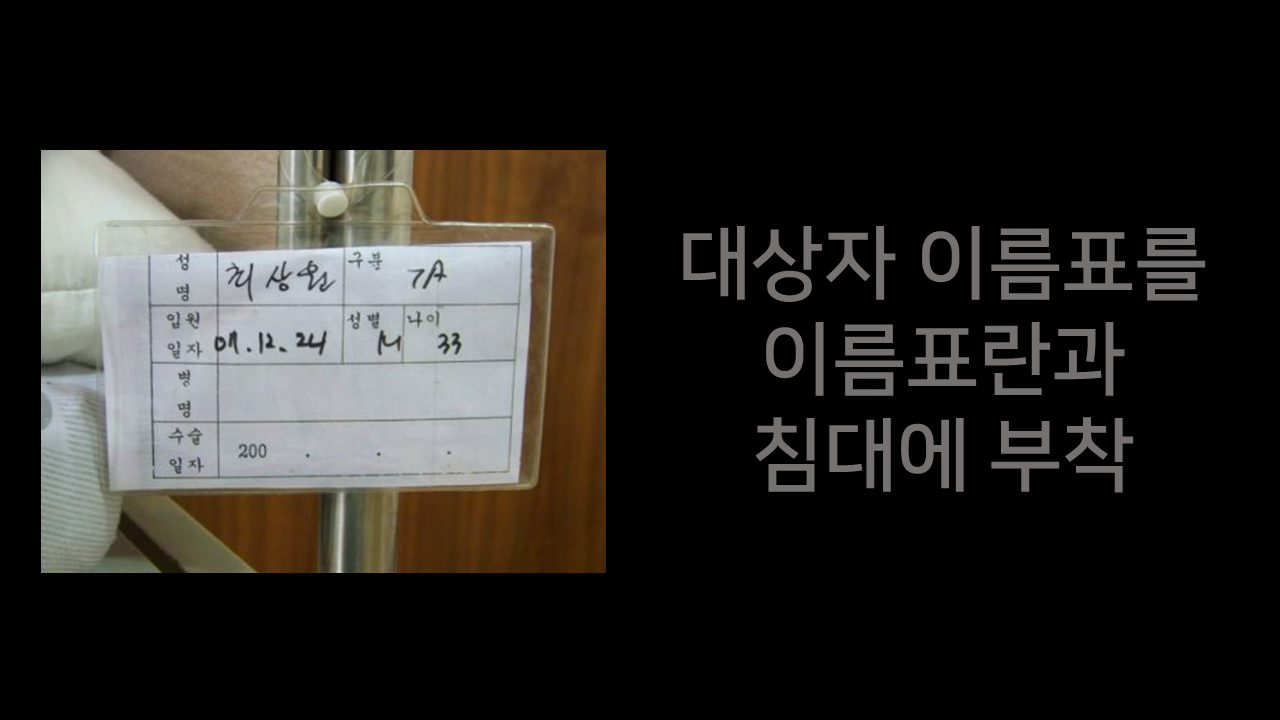 성 최상원 구분 7A
명
입원 성별 나이
일자 07.12.24 M 33
병
명
수술 200 . . .
일자
대상자 이름표를
이름표란과
침대에 부착